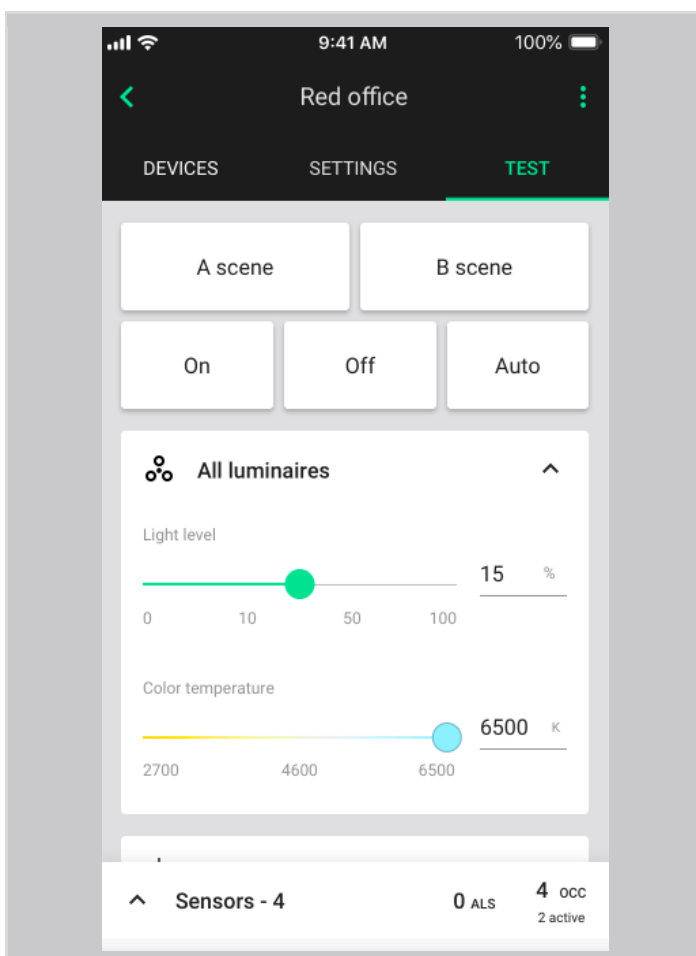 9:41 AM 100%
Red office
DEVICES SETTINGS TEST
A scene B scene
On Off Auto
All luminaires
Light level
15 %
0 10 50 100
Color temperature
6500 K
2700 4600 6500
Sensors - 4 0 ALS 4 OCC
2 active